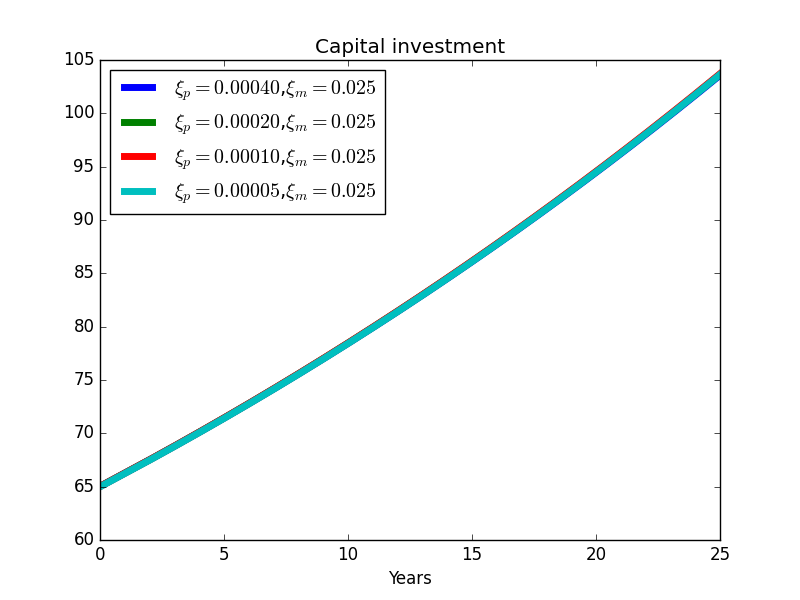 Capital investment
105
100
95
90
85
80
75
70
65
60
ξₚ = 0.00040,ξₘ = 0.025
ξₚ = 0.00020,ξₘ = 0.025
ξₚ = 0.00010,ξₘ = 0.025
ξₚ = 0.00005,ξₘ = 0.025
0 5 10 15 20 25
Years